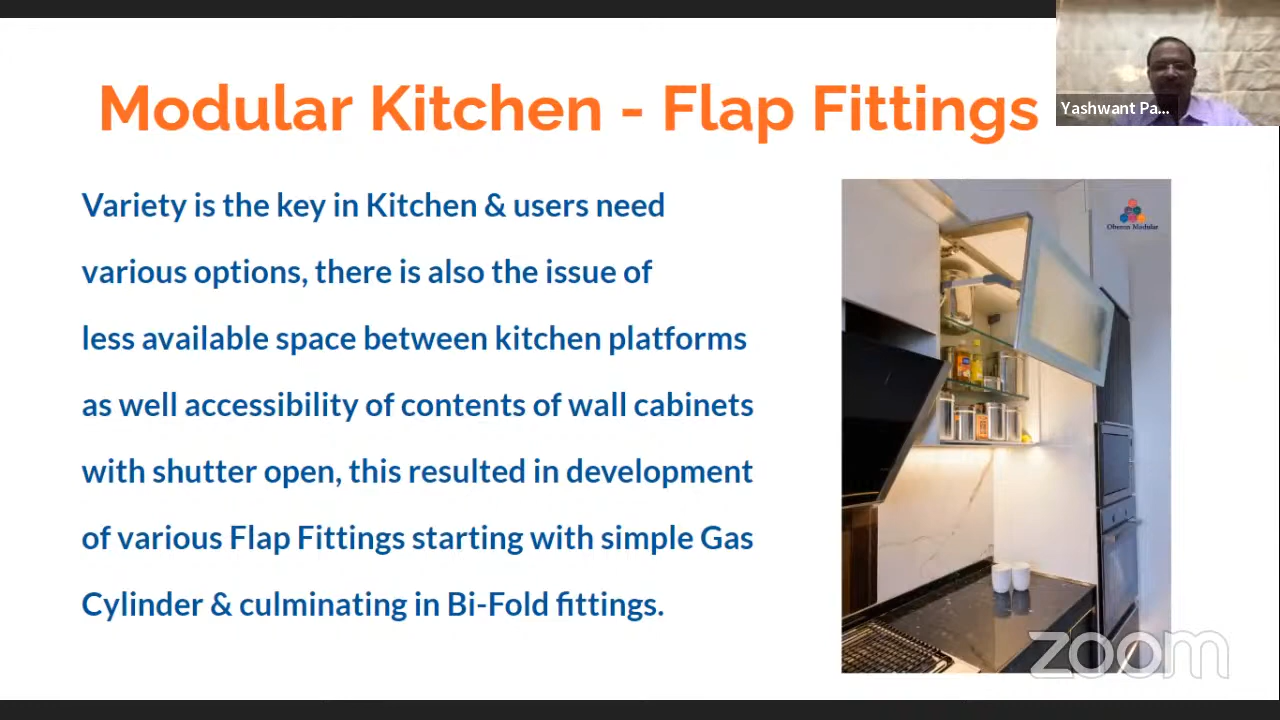 Modular Kitchen - Flap Fittings
Yashwant Pa...
Variety is the key in Kitchen & users need
various options, there is also the issue of
less available space between kitchen platforms
as well accessibility of contents of wall cabinets
with shutter open, this resulted in development
of various Flap Fittings starting with simple Gas
Cylinder & culminating in Bi-Fold fittings.
Oberon Modular
zoom